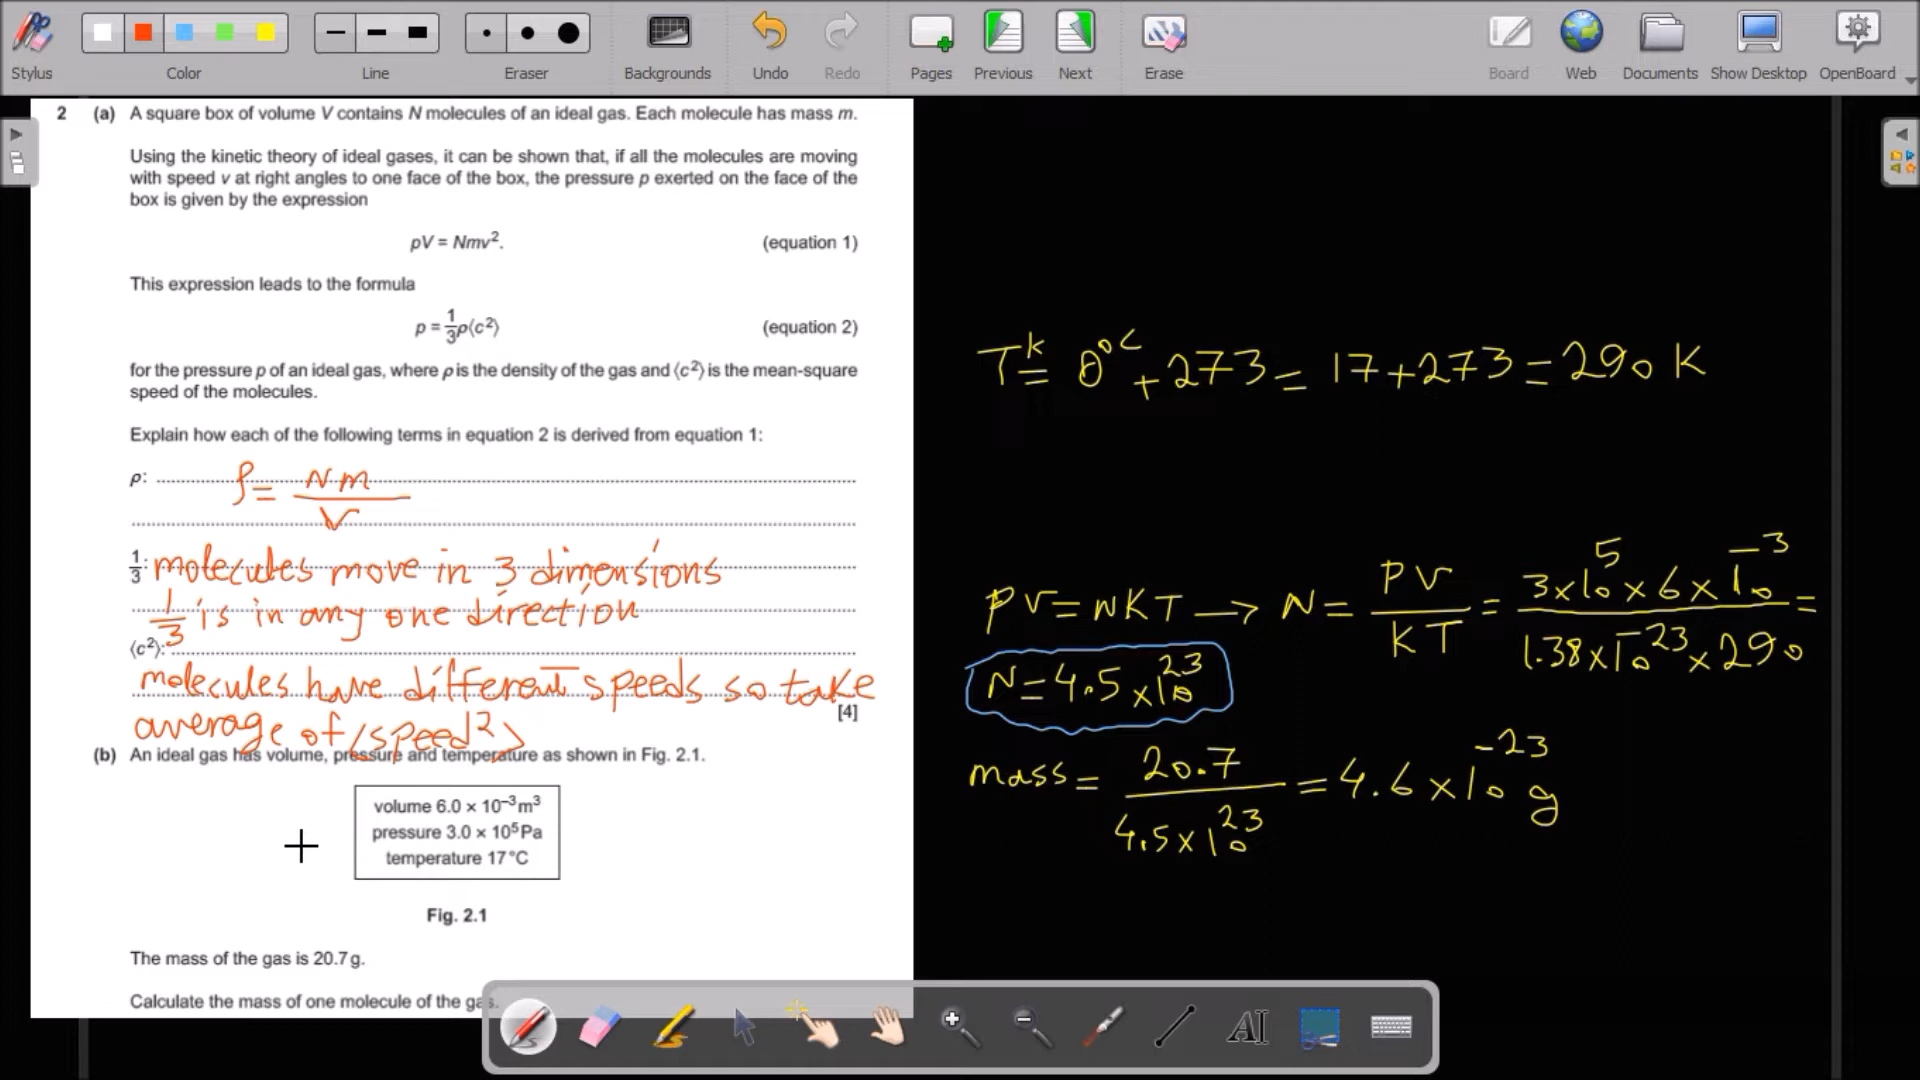 Stylus
Color
Line
Eraser
Backgrounds
Undo
Redo
Pages
Previous
Next
Erase
Board
Web
Documents
Show Desktop
OpenBoard
2 (a) A square box of volume V contains N molecules of an ideal gas. Each molecule has mass m.
Using the kinetic theory of ideal gases, it can be shown that, if all the molecules are moving
with speed v at right angles to one face of the box, the pressure p exerted on the face of the
box is given by the expression
pV = Nmv². (equation 1)
This expression leads to the formula
p = 1/3 ρ⟨c²⟩ (equation 2)
for the pressure p of an ideal gas, where ρ is the density of the gas and ⟨c²⟩ is the mean-square
speed of the molecules.
Explain how each of the following terms in equation 2 is derived from equation 1:
ρ: ρ = Nm/V
1/3: molecules move in 3 dimensions
1/3 is in any one direction
⟨c²⟩:
molecules have different speeds so take
average of ⟨speed²⟩
[4]
(b) An ideal gas has volume, pressure and temperature as shown in Fig. 2.1.
volume 6.0 × 10⁻³ m³
pressure 3.0 × 10⁵ Pa
temperature 17 °C
Fig. 2.1
The mass of the gas is 20.7 g.
Calculate the mass of one molecule of the gas.
T K = θ °C + 273 = 17 + 273 = 290 K
PV = NKT → N = PV/KT = 3×10⁵ × 6 × 10⁻³ / 1.38×10⁻²³ × 290 =
N = 4.5 × 10²³
mass = 20.7 / 4.5×10²³ = 4.6 × 10⁻²³ g
AI